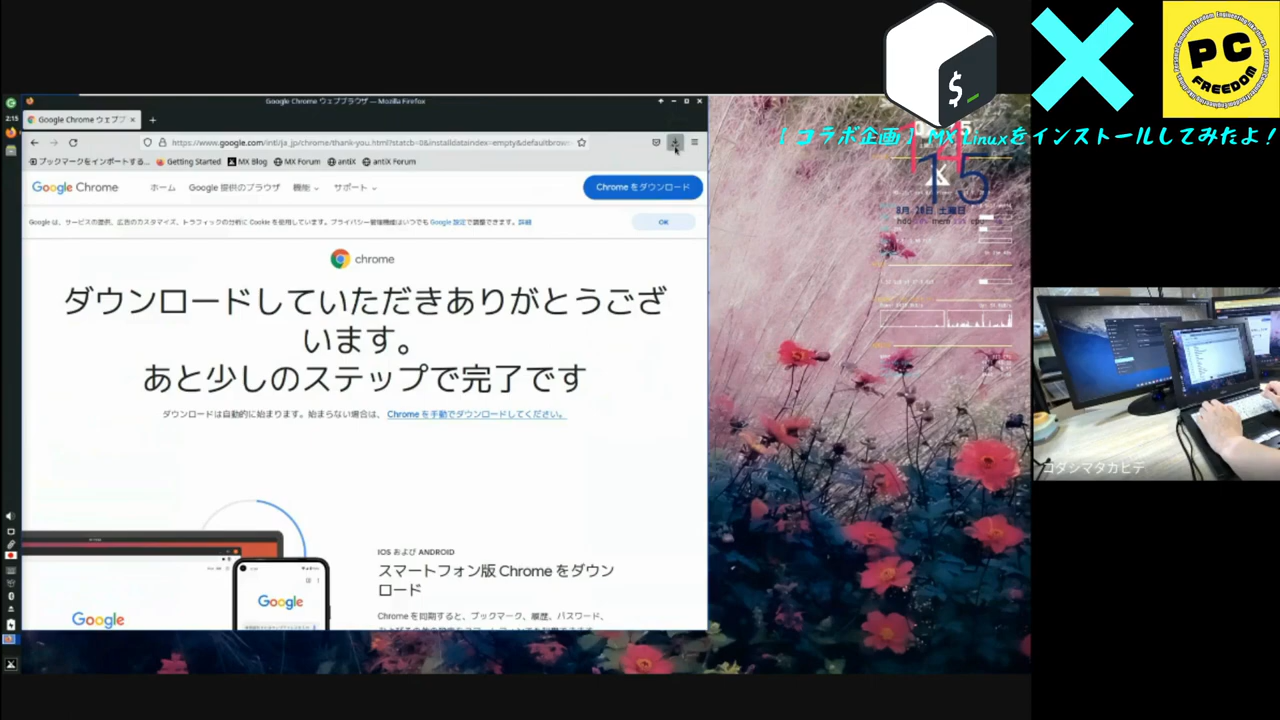 PC FREEDOM
【コラボ企画】MX Linuxをインストールしてみたよ！
Google Chrome ウェブブラウザ — Mozilla Firefox
2:15
Google Chrome ウェブブ
https://www.google.com/intl/ja_jp/chrome/thank-you.html?statcb=0&installdataindex=empty&defaultbrow
ブックマークをインポートする...
Getting Started
MX Blog
MX Forum
antiX
antiX Forum
Google Chrome
ホーム
Google 提供のブラウザ
機能
サポート
Chrome をダウンロード
Google は、サービスの提供、広告のカスタマイズ、トラフィックの分析に Cookie を使用しています。プライバシー管理機能はいつでも Google 設定で調整できます。詳細
OK
chrome
ダウンロードしていただきありがとうござ
います。
あと少しのステップで完了です
ダウンロードは自動的に始まります。始まらない場合は、 Chrome を手動でダウンロードしてください。
IOS および ANDROID
スマートフォン版 Chrome をダウン
ロード
Chrome を同期すると、ブックマーク、履歴、パスワード、
Google
Google
8月 28日 土曜日
15
コダシマタカヒデ